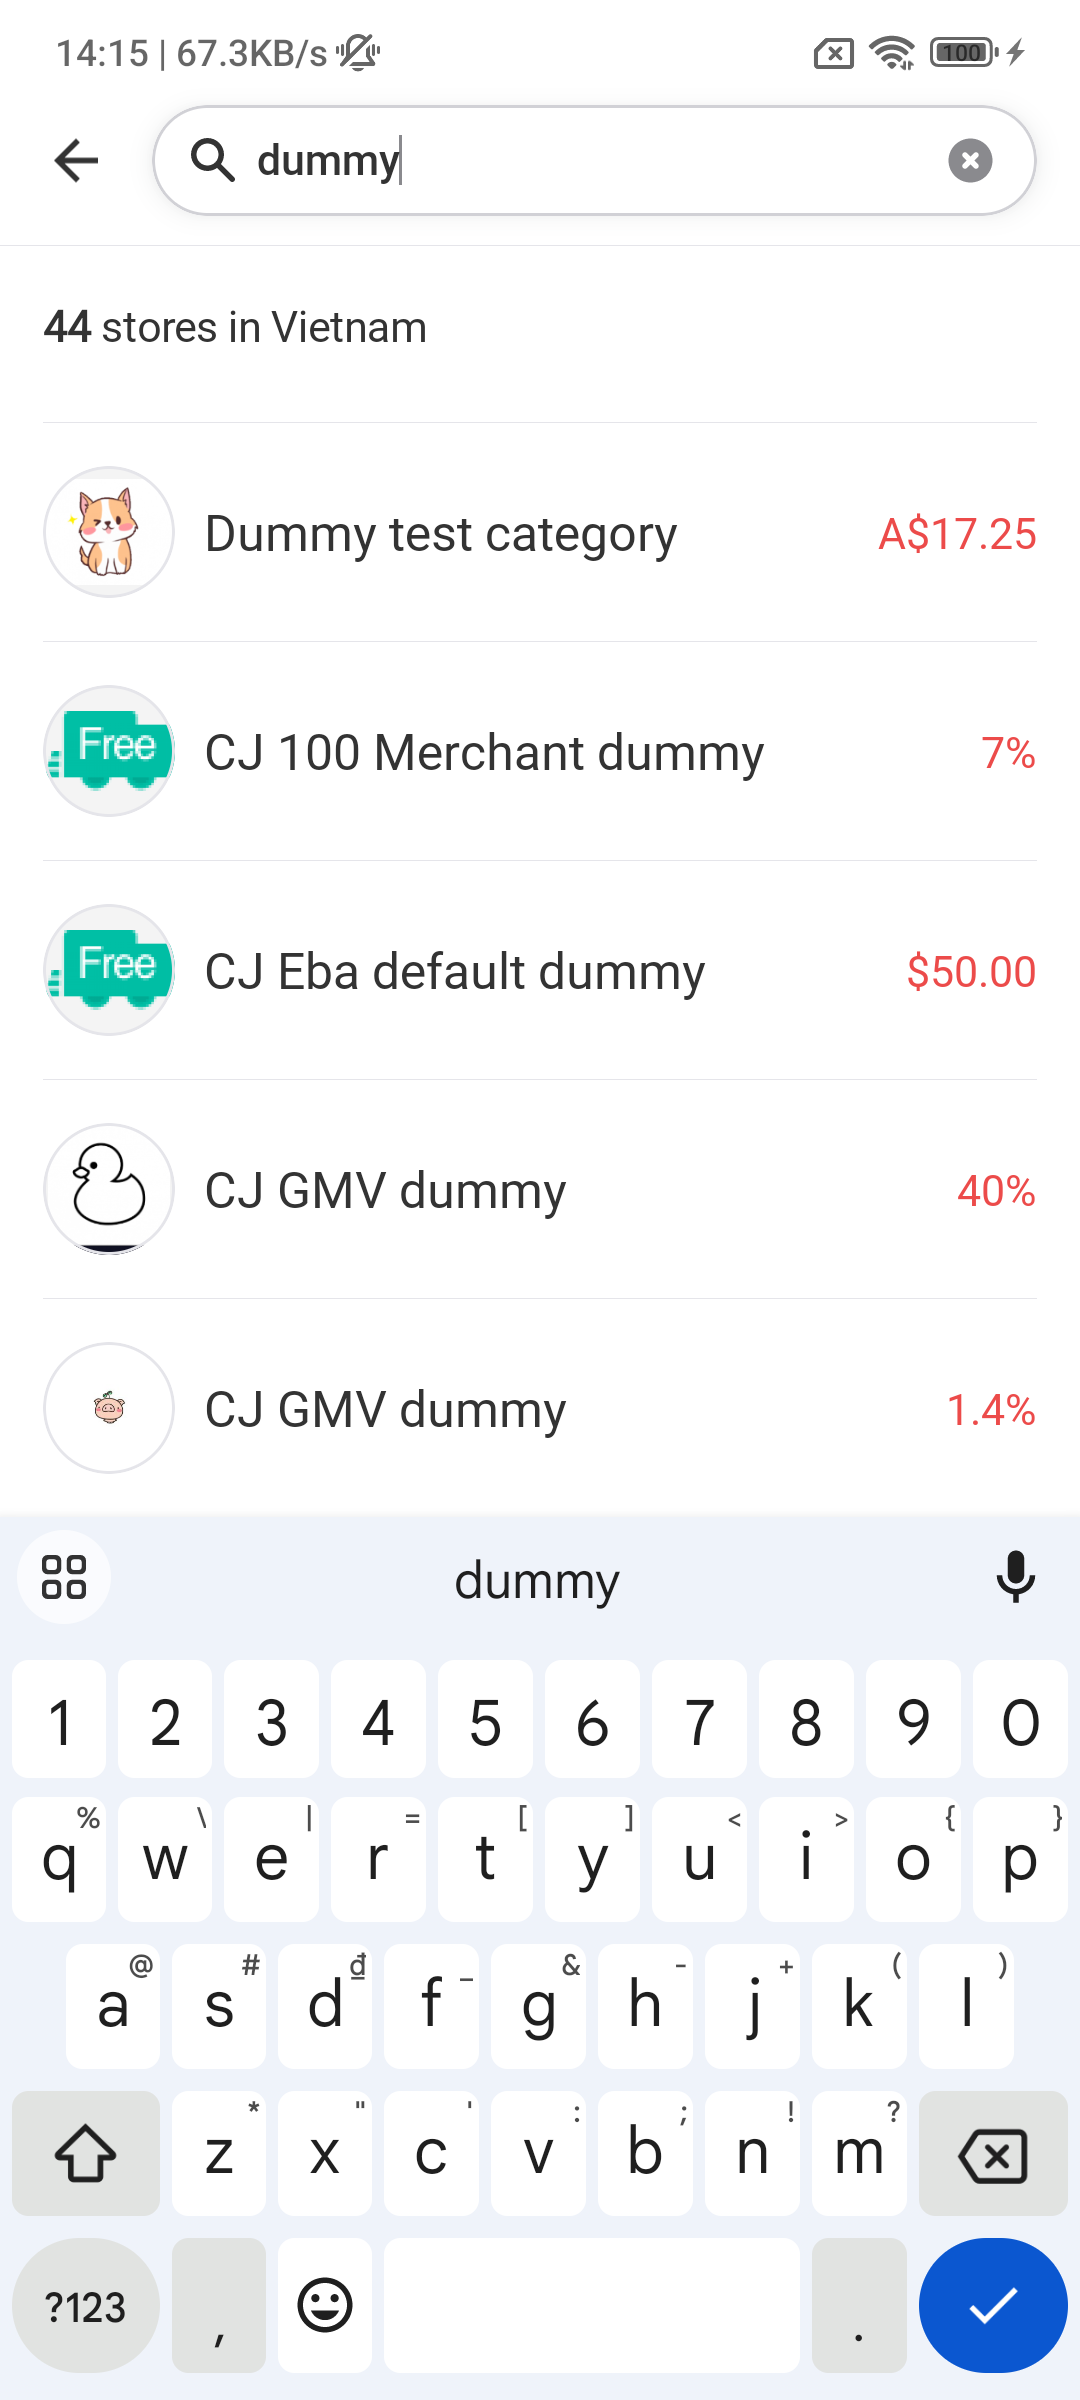 14:15 | 67.3KB/s
100
dummy
44 stores in Vietnam
Dummy test category A$17.25
Free
CJ 100 Merchant dummy 7%
Free
CJ Eba default dummy $50.00
CJ GMV dummy 40%
CJ GMV dummy 1.4%
dummy
1 2 3 4 5 6 7 8 9 0
% \ | = [ ] < > { }
q w e r t y u i o p
@ # ₫ _ & - + ( )
a s d f g h j k l
* " ' : ; ! ?
z x c v b n m
?123 , .